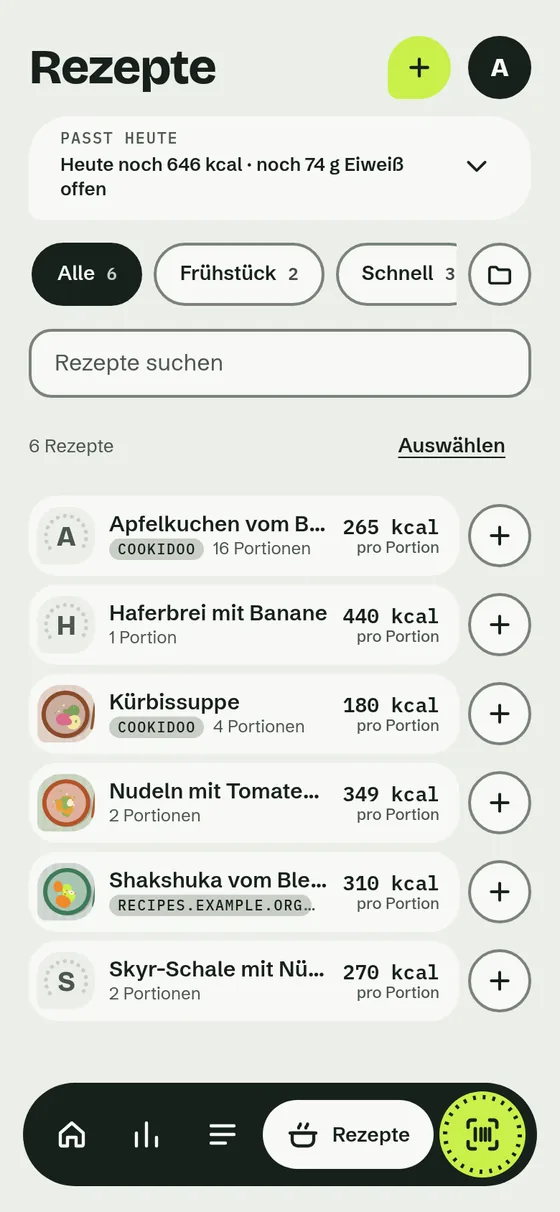 Rezepte
A
PASST HEUTE
Heute noch 646 kcal · noch 74 g Eiweiß
offen
Alle 6
Frühstück 2
Schnell 3
Rezepte suchen
6 Rezepte
Auswählen
A
Apfelkuchen vom B...
265 kcal
COOKIDOO 16 Portionen
pro Portion
H
Haferbrei mit Banane
440 kcal
1 Portion
pro Portion
Kürbissuppe
180 kcal
COOKIDOO 4 Portionen
pro Portion
Nudeln mit Tomate...
349 kcal
2 Portionen
pro Portion
Shakshuka vom Ble...
310 kcal
RECIPES.EXAMPLE.ORG...
pro Portion
S
Skyr-Schale mit Nü...
270 kcal
2 Portionen
pro Portion
Rezepte